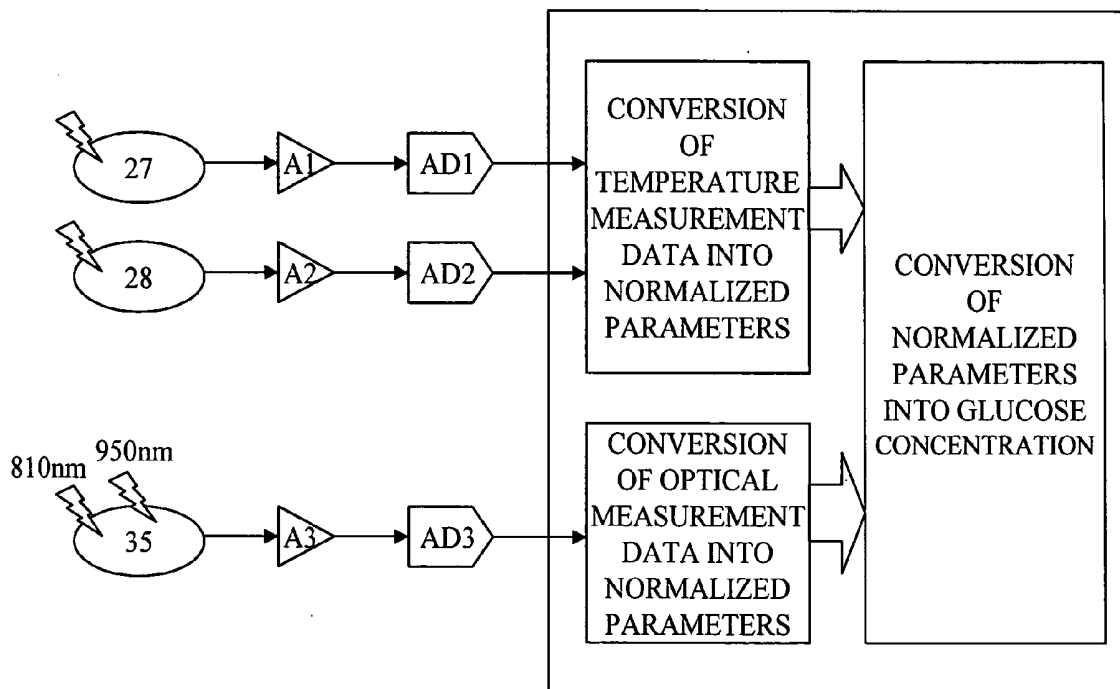 27
A1
AD1
28
A2
AD2
810nm
950nm
35
A3
AD3
CONVERSION
OF
TEMPERATURE
MEASUREMENT
DATA INTO
NORMALIZED
PARAMETERS
CONVERSION
OF OPTICAL
MEASUREMENT
DATA INTO
NORMALIZED
PARAMETERS
CONVERSION
OF
NORMALIZED
PARAMETERS
INTO GLUCOSE
CONCENTRATION